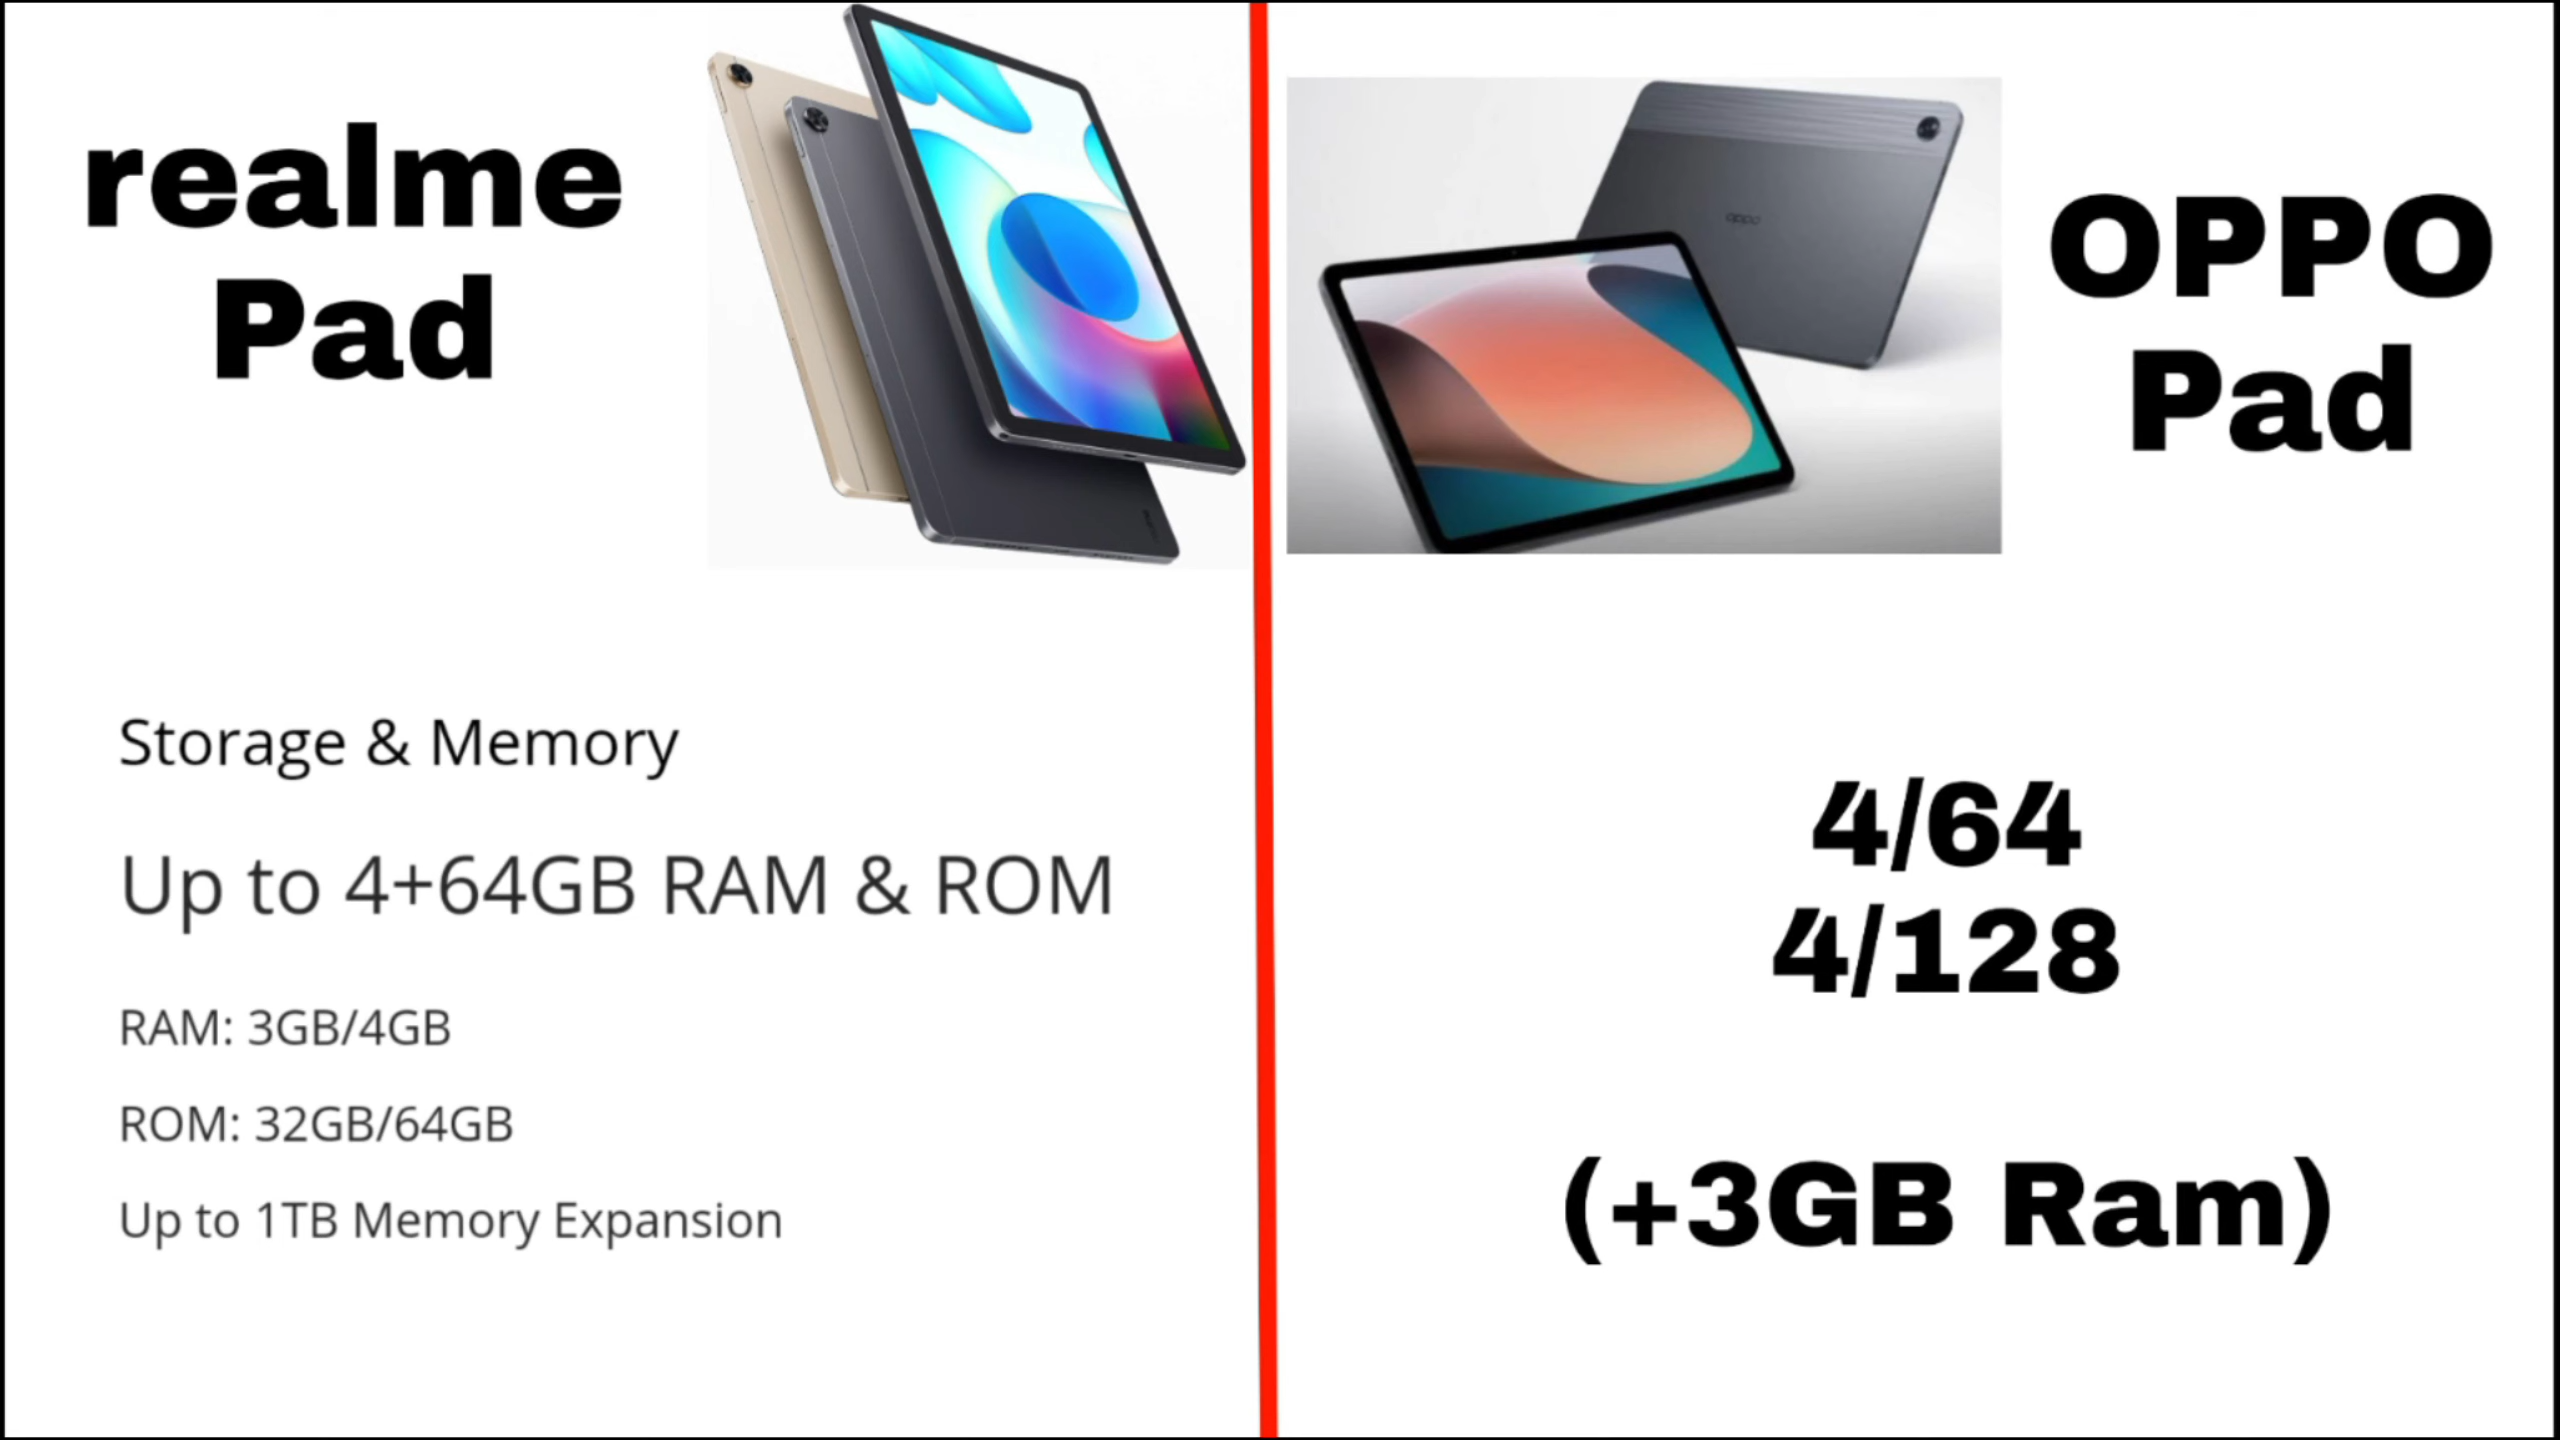 realme
Pad
oppo
OPPO
Pad
Storage & Memory
Up to 4+64GB RAM & ROM
RAM: 3GB/4GB
ROM: 32GB/64GB
Up to 1TB Memory Expansion
4/64
4/128
(+3GB Ram)